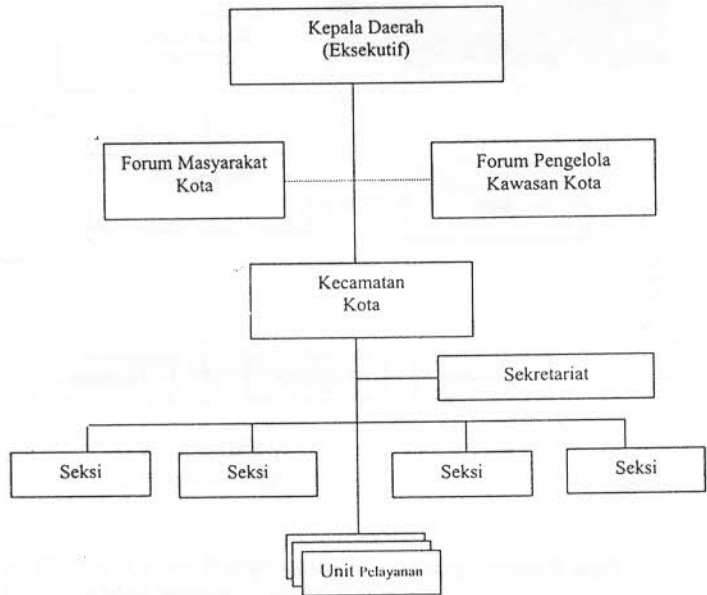 Kepala Daerah
(Eksekutif)
Forum Masyarakat
Kota
Forum Pengelola
Kawasan Kota
Kecamatan
Kota
Sekretariat
Seksi
Seksi
Seksi
Seksi
Unit Pelayanan